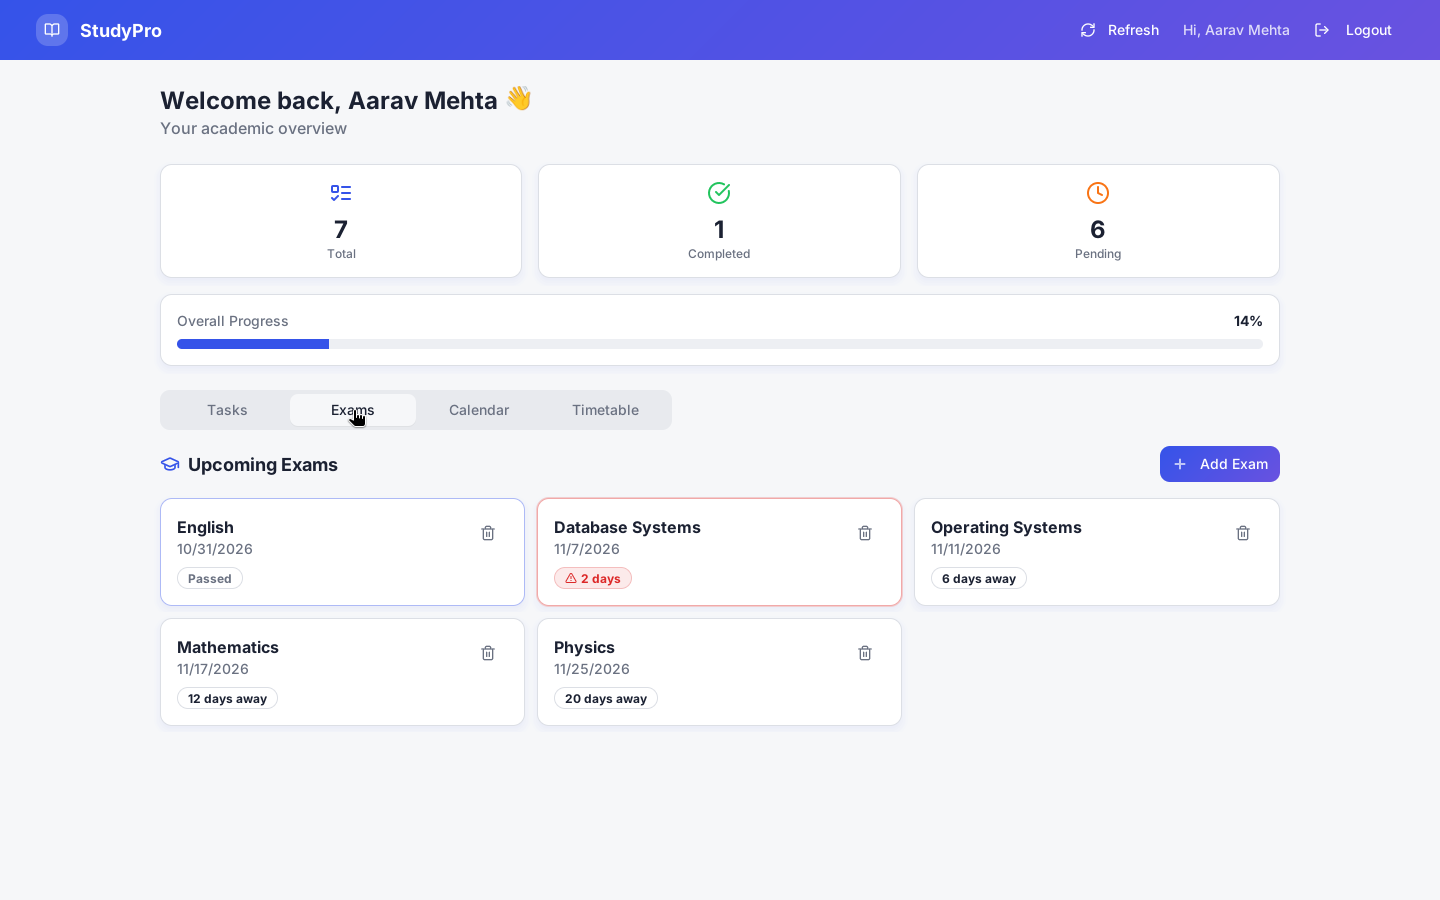 StudyPro
Refresh
Hi, Aarav Mehta
Logout
Welcome back, Aarav Mehta 👋
Your academic overview
7
Total
1
Completed
6
Pending
Overall Progress
14%
Tasks
Exams
Calendar
Timetable
Upcoming Exams
Add Exam
English
10/31/2026
Passed
Database Systems
11/7/2026
2 days
Operating Systems
11/11/2026
6 days away
Mathematics
11/17/2026
12 days away
Physics
11/25/2026
20 days away